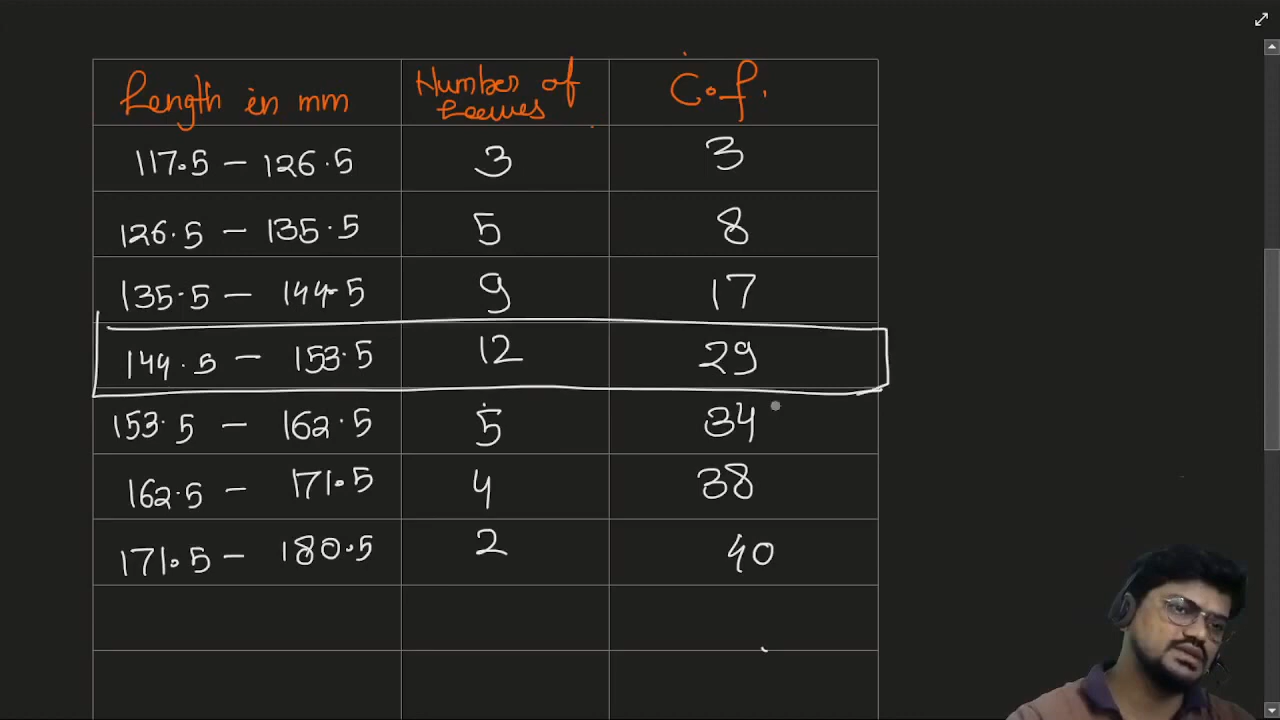 Length in mm Number of Leaves C.f.
117.5 - 126.5 3 3
126.5 - 135.5 5 8
135.5 - 144.5 9 17
144.5 - 153.5 12 29
153.5 - 162.5 5 34
162.5 - 171.5 4 38
171.5 - 180.5 2 40